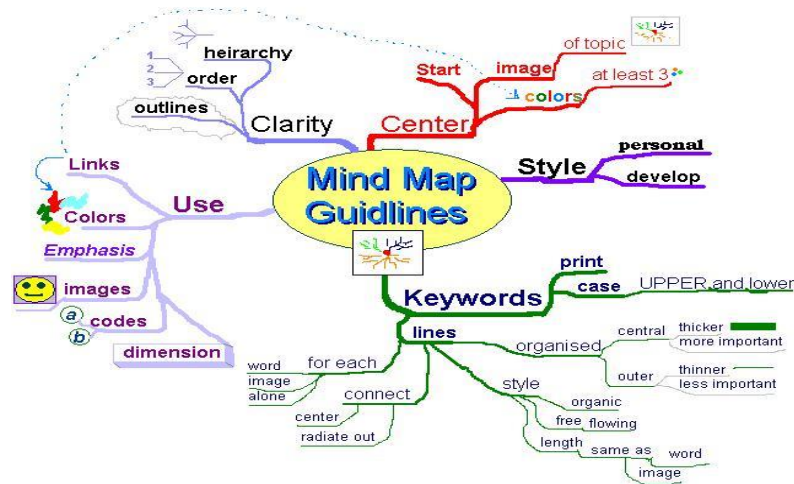 Mind Map
Guidlines
Center
Start
image
of topic
colors
at least 3
Style
personal
develop
Keywords
print
case
UPPER and lower
lines
organised
central
thicker
more important
outer
thinner
less important
style
organic
free flowing
length
same as
word
image
connect
center
radiate out
for each
word
image
alone
Use
Links
Colors
Emphasis
images
codes
a
b
dimension
Clarity
heirarchy
order
1
2
3
outlines